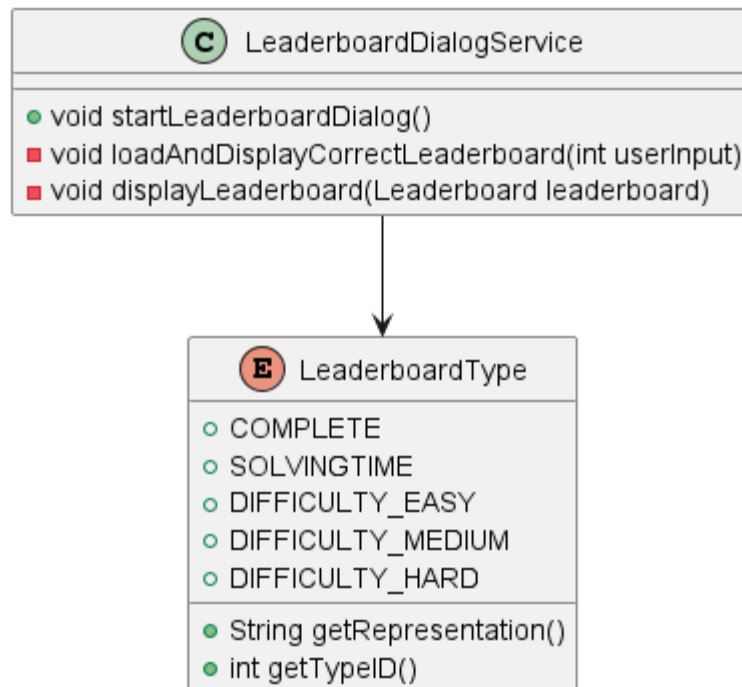 C LeaderboardDialogService
void startLeaderboardDialog()
void loadAndDisplayCorrectLeaderboard(int userInput)
void displayLeaderboard(Leaderboard leaderboard)
E LeaderboardType
COMPLETE
SOLVINGTIME
DIFFICULTY_EASY
DIFFICULTY_MEDIUM
DIFFICULTY_HARD
String getRepresentation()
int getTypeID()